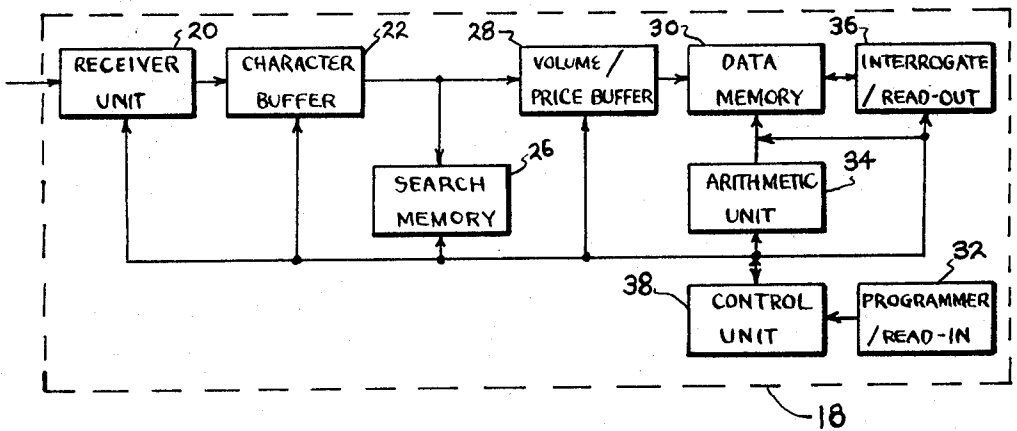 20
22
28
30
36
RECEIVER
UNIT
CHARACTER
BUFFER
VOLUME/
PRICE BUFFER
DATA
MEMORY
INTERROGATE
/READ-OUT
26
SEARCH
MEMORY
34
ARITHMETIC
UNIT
38
32
CONTROL
UNIT
PROGRAMMER
/READ-IN
18